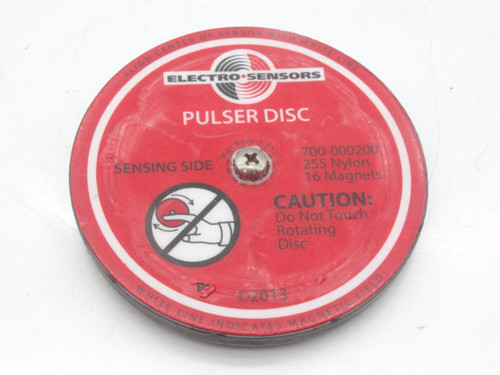 ALIGN CENTER OF SENSOR WITH WHITE LINE
ELECTRO•SENSORS
PULSER DISC
SENSING SIDE
700-000200
255 Nylon
16 Magnets
CAUTION:
Do Not Touch
Rotating
Disc
©2013
WHITE LINE INDICATES MAGNETIC FIELD